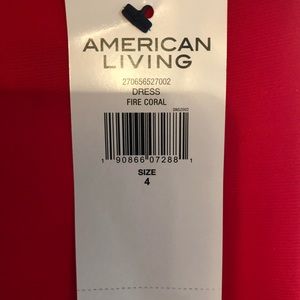 AMERICAN
LIVING
270656527002
DRESS
FIRE CORAL
1 90866 07288 1
SIZE
4